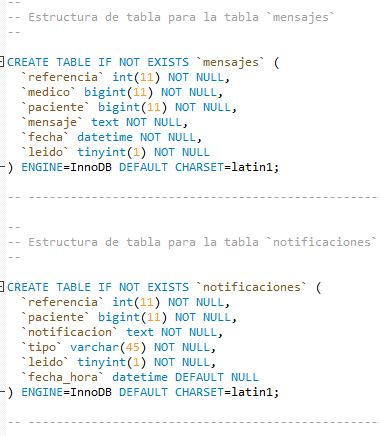 --
-- Estructura de tabla para la tabla `mensajes`
--
CREATE TABLE IF NOT EXISTS `mensajes` (
`referencia` int(11) NOT NULL,
`medico` bigint(11) NOT NULL,
`paciente` bigint(11) NOT NULL,
`mensaje` text NOT NULL,
`fecha` datetime NOT NULL,
`leido` tinyint(1) NOT NULL
) ENGINE=InnoDB DEFAULT CHARSET=latin1;
-- --------------------------------------------------
--
-- Estructura de tabla para la tabla `notificaciones`
--
CREATE TABLE IF NOT EXISTS `notificaciones` (
`referencia` int(11) NOT NULL,
`paciente` bigint(11) NOT NULL,
`notificacion` text NOT NULL,
`tipo` varchar(45) NOT NULL,
`leido` tinyint(1) NOT NULL,
`fecha_hora` datetime DEFAULT NULL
) ENGINE=InnoDB DEFAULT CHARSET=latin1;
-- --------------------------------------------------